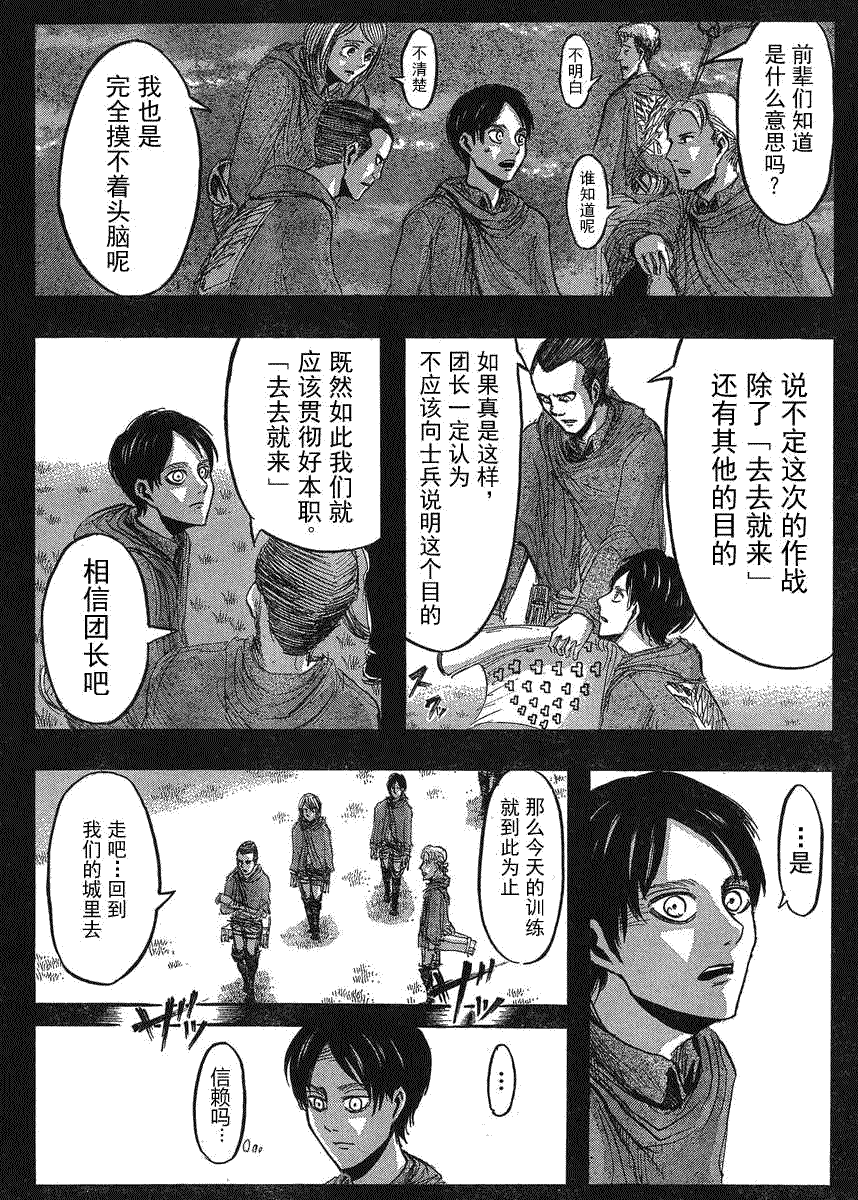 前辈们知道
是什么意思吗？
不明白
谁知道呢
不清楚
我也是
完全摸不着头脑呢
说不定这次的作战
除了「去去就来」
还有其他的目的
如果真是这样，
团长一定认为
不应该向士兵说明这个目的
既然如此我们就
应该贯彻好本职。
「去去就来」
相信团长吧
…是
那么今天的训练
就到此为止
走吧…回到
我们的城里去
…
信赖吗…